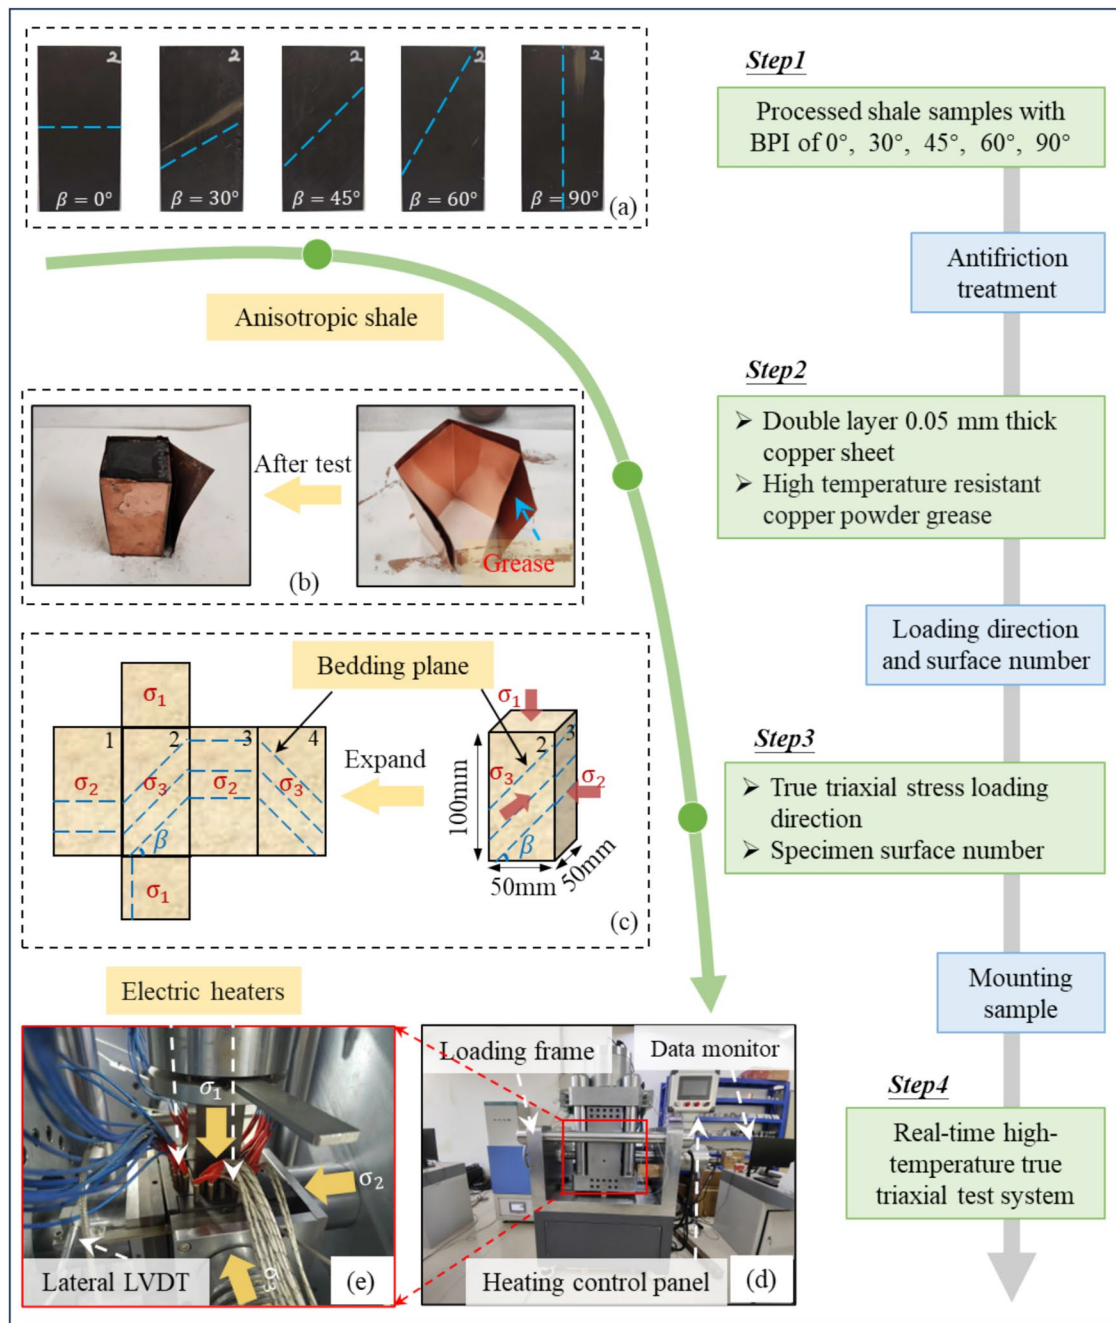 2
2
2
2
2
β = 0°
β = 30°
β = 45°
β = 60°
β = 90°
(a)
Step1
Processed shale samples with
BPI of 0°, 30°, 45°, 60°, 90°
Antifriction
treatment
Anisotropic shale
Step2
➢ Double layer 0.05 mm thick
copper sheet
➢ High temperature resistant
copper powder grease
After test
Grease
(b)
Loading direction
and surface number
Bedding plane
σ1
1
2
3
4
σ2
σ3
σ2
σ3
β
σ1
Expand
σ1
2
3
σ3
σ2
β
100mm
50mm
50mm
(c)
Step3
➢ True triaxial stress loading
direction
➢ Specimen surface number
Mounting
sample
Electric heaters
σ1
σ2
σ3
Lateral LVDT
(e)
Loading frame
Data monitor
Heating control panel
(d)
Step4
Real-time high-
temperature true
triaxial test system